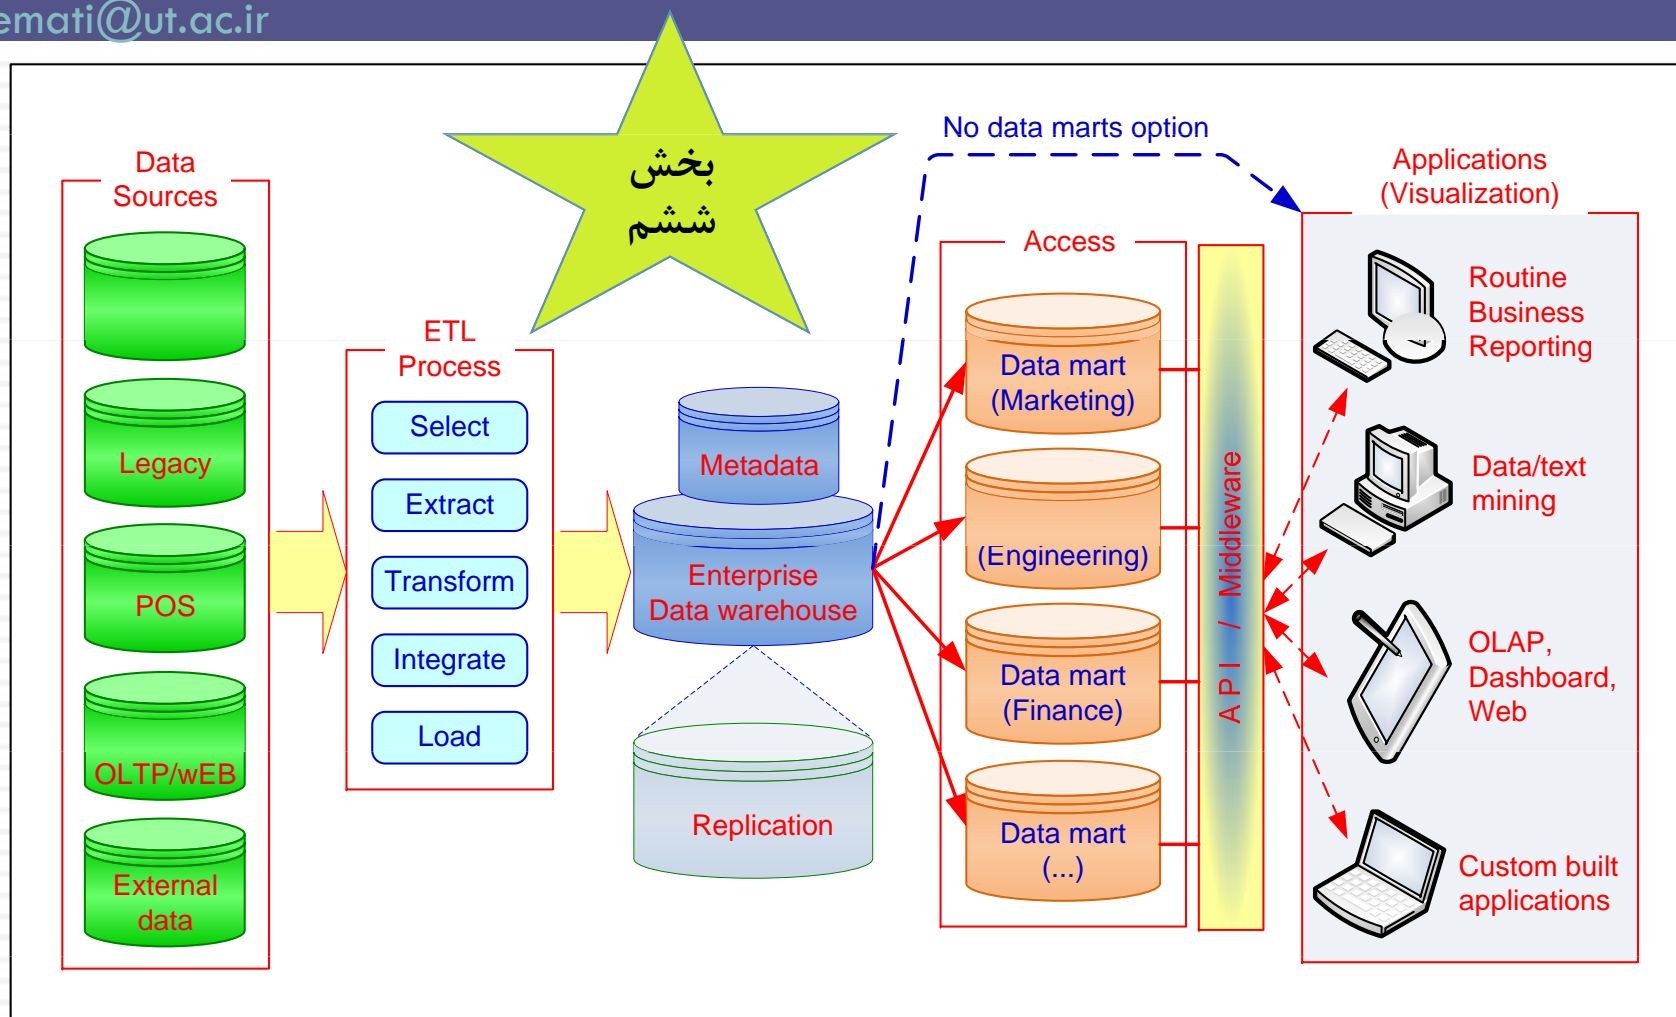 emati@ut.ac.ir
بخش
ششم
No data marts option
Data
Sources
Legacy
POS
OLTP/wEB
External
data
ETL
Process
Select
Extract
Transform
Integrate
Load
Metadata
Enterprise
Data warehouse
Replication
Access
Data mart
(Marketing)
(Engineering)
Data mart
(Finance)
Data mart
(...)
API / Middleware
Applications
(Visualization)
Routine
Business
Reporting
Data/text
mining
OLAP,
Dashboard,
Web
Custom built
applications